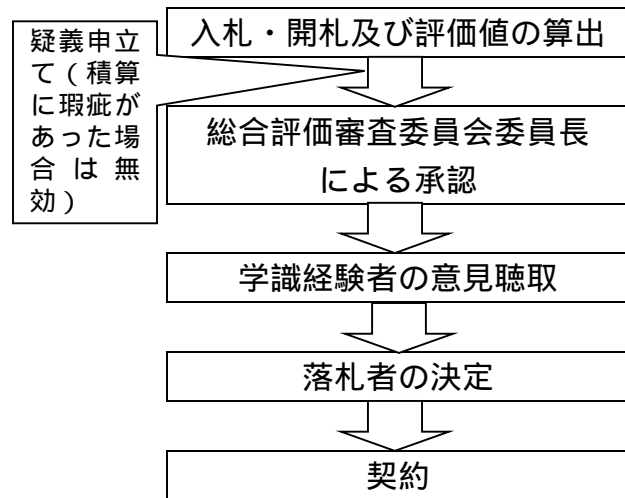 疑義申立
て（積算
に瑕疵が
あった場
合は無
効）
入札・開札及び評価値の算出
総合評価審査委員会委員長
による承認
学識経験者の意見聴取
落札者の決定
契約